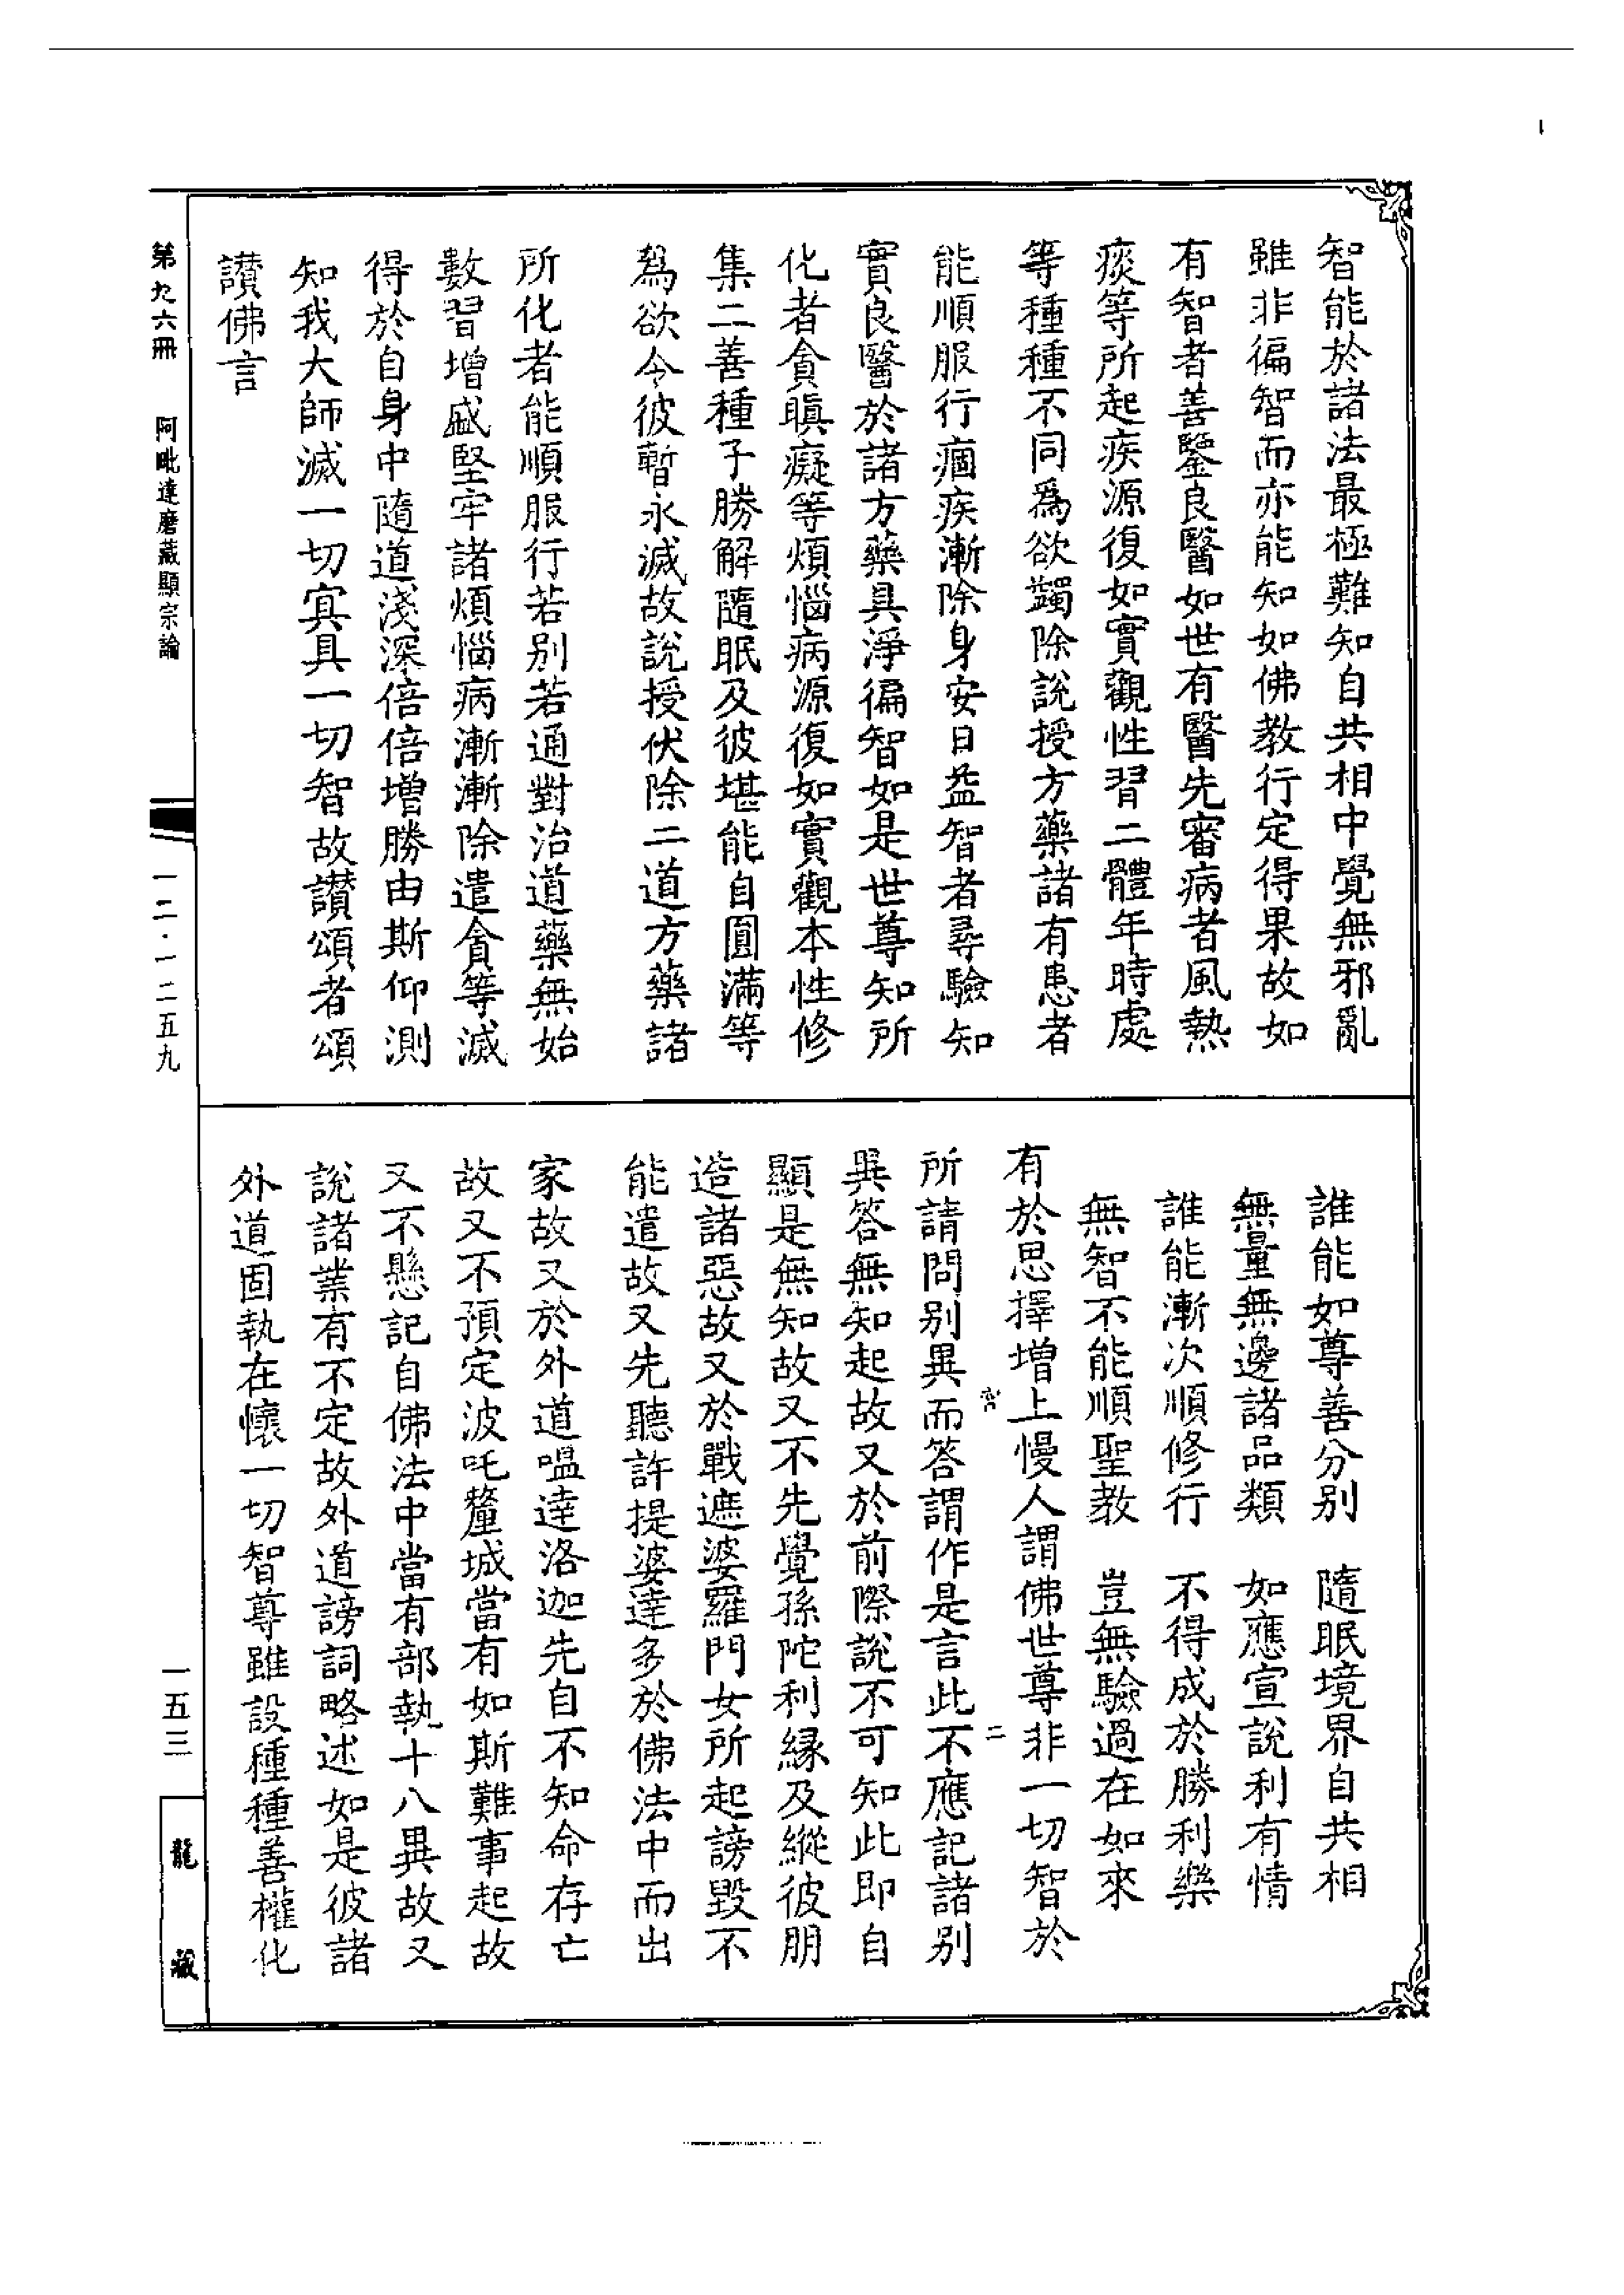 智能於諸法最極難知自共相中覺無邪亂
雖非徧智而亦能知如佛教行定得果故如
有智者善鑒良醫如世有醫先審病者風熱
痰等所起疾源復如實觀性習二體年時處
等種種不同爲欲蠲除說授方藥諸有患者
能順服行痼疾漸除身安日益智者尋驗知
實良醫於諸方藥具淨徧智如是世尊知所
化者貪瞋癡等煩惱病源復如實觀本性修
集二善種子勝解隨眠及彼堪能自圓滿等
爲欲令彼暫永滅故說授伏除二道方藥諸
所化者能順服行若別若通對治道藥無始
數習增盛堅牢諸煩惱病漸漸除遣貪等滅
得於自身中隨道淺深倍倍增勝由斯仰測
知我大師滅一切冥具一切智故讃頌者頌
讃佛言
誰能如尊善分別　隨眠境界自共相
無量無邊諸品類　如應宣說利有情
誰能漸次順修行　不得成於勝利樂
無智不能順聖教　豈無驗過在如來
有於思擇增上慢人謂佛世尊非一切智於
所請問別異而答謂作是言此不應記諸別
異答無知起故又於前際說不可知此即自
顯是無知故又不先覺孫陀利緣及縱彼朋
造諸惡故又於戰遮婆羅門女所起謗毀不
能遣故又先聽許提婆達多於佛法中而出
家故又於外道嗢達洛迦先自不知命存亡
故又不預定波吒釐城當有如斯難事起故
又不懸記自佛法中當有部執十八異故又
說諸業有不定故外道謗詞略述如是彼諸
外道固執在懷一切智尊雖設種種善權化
第九六冊　阿毗達磨藏顯宗論
一二·一二五九
一五三
龍藏
二